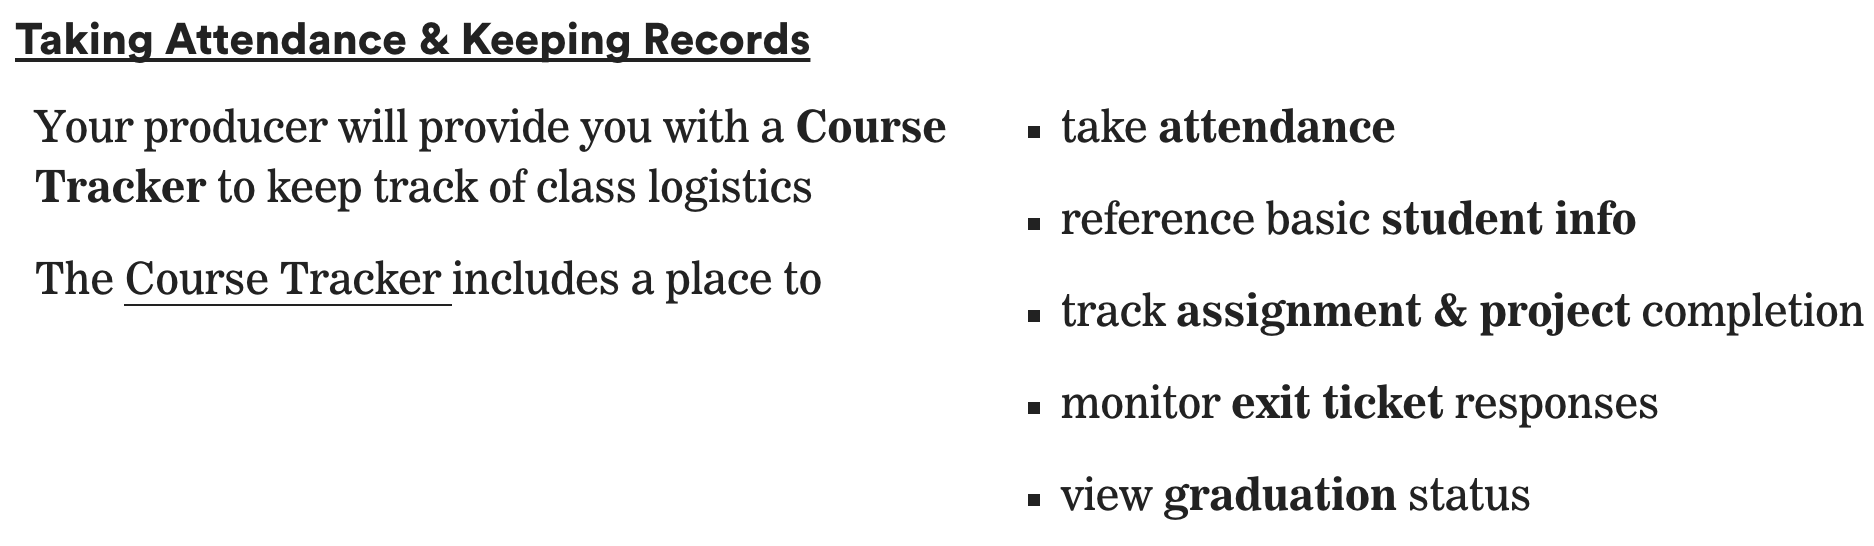 Taking Attendance & Keeping Records
Your producer will provide you with a Course
Tracker to keep track of class logistics
The Course Tracker includes a place to
▪ take attendance
▪ reference basic student info
▪ track assignment & project completion
▪ monitor exit ticket responses
▪ view graduation status